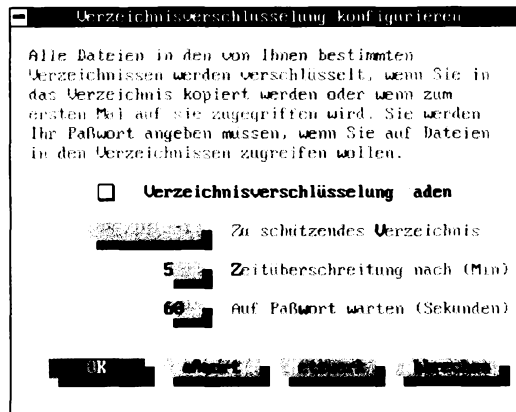 Verzeichnisverschlüsselung konfigurieren
Alle Dateien in den von Ihnen bestimmten
Verzeichnissen werden verschlüsselt, wenn Sie in
das Verzeichnis kopiert werden oder wenn zum
ersten Mal auf sie zugegriffen wird. Sie werden
Ihr Paßwort angeben mussen, wenn Sie auf Dateien
in den Verzeichnissen zugreifen wollen.
Verzeichnisverschlüsselung aden
Zu schützendes Verzeichnis
5 Zeitüberschreitung nach (Min)
60 Auf Paßwort warten (Sekunden)
OK